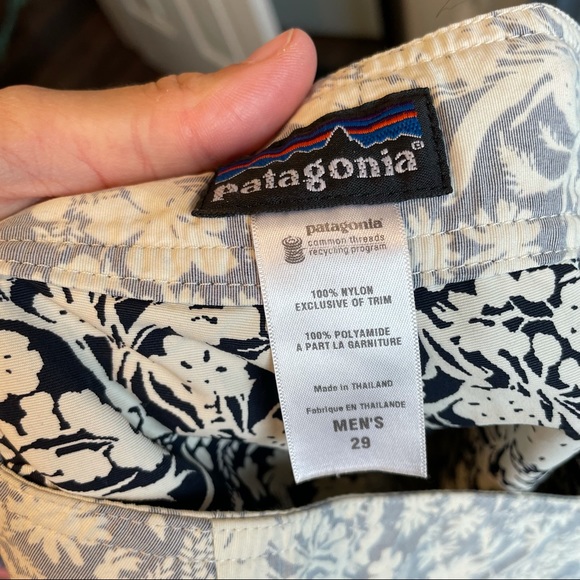 patagonia®
patagonia®
common threads
recycling program
100% NYLON
EXCLUSIVE OF TRIM
100% POLYAMIDE
A PART LA GARNITURE
Made in THAILAND
Fabrique EN THAILANDE
MEN'S
29